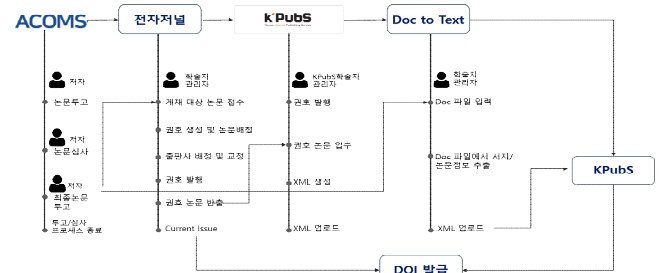 ACOMS
전자저널
KPubS
Doc to Text
저자
논문투고
저자
논문심사
저자
최종논문
투고
투고/심사
프로세스 종료
학술지
관리자
게재 대상 논문 접수
권호 생성 및 논문배정
출판사 배정 및 교정
권호 발행
권호 논문 반출
Current Issue
KPubS학술지
관리자
권호 발행
권호 논문 입수
XML 생성
XML 업로드
학술지
관리자
Doc 파일 입력
Doc 파일에서 서지/
논문정보 추출
XML 업로드
KPubS
DOI 발급